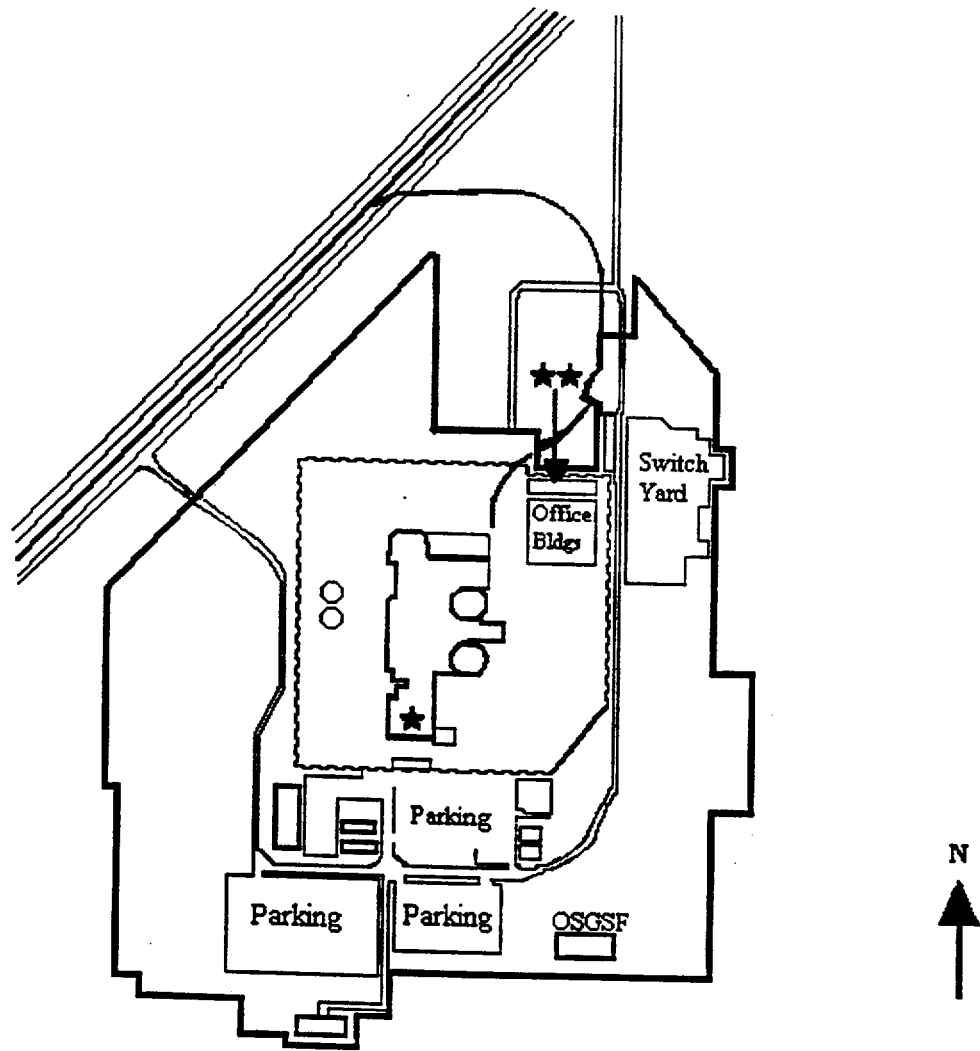 Switch
Yard
Office
Bldgs
Parking
Parking
Parking
OSGSF
N